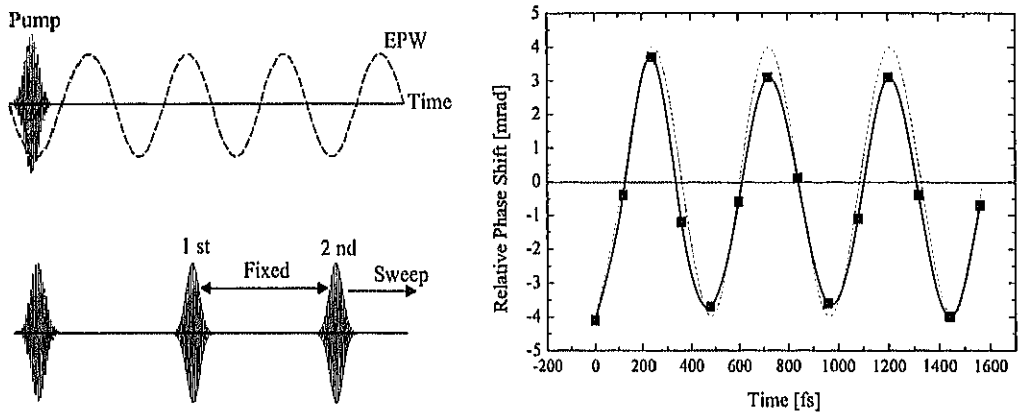 Pump
EPW
Time
1 st
2 nd
Fixed
Sweep
Relative Phase Shift [mrad]
5
4
3
2
1
0
-1
-2
-3
-4
-5
-200 0 200 400 600 800 1000 1200 1400 1600
Time [fs]